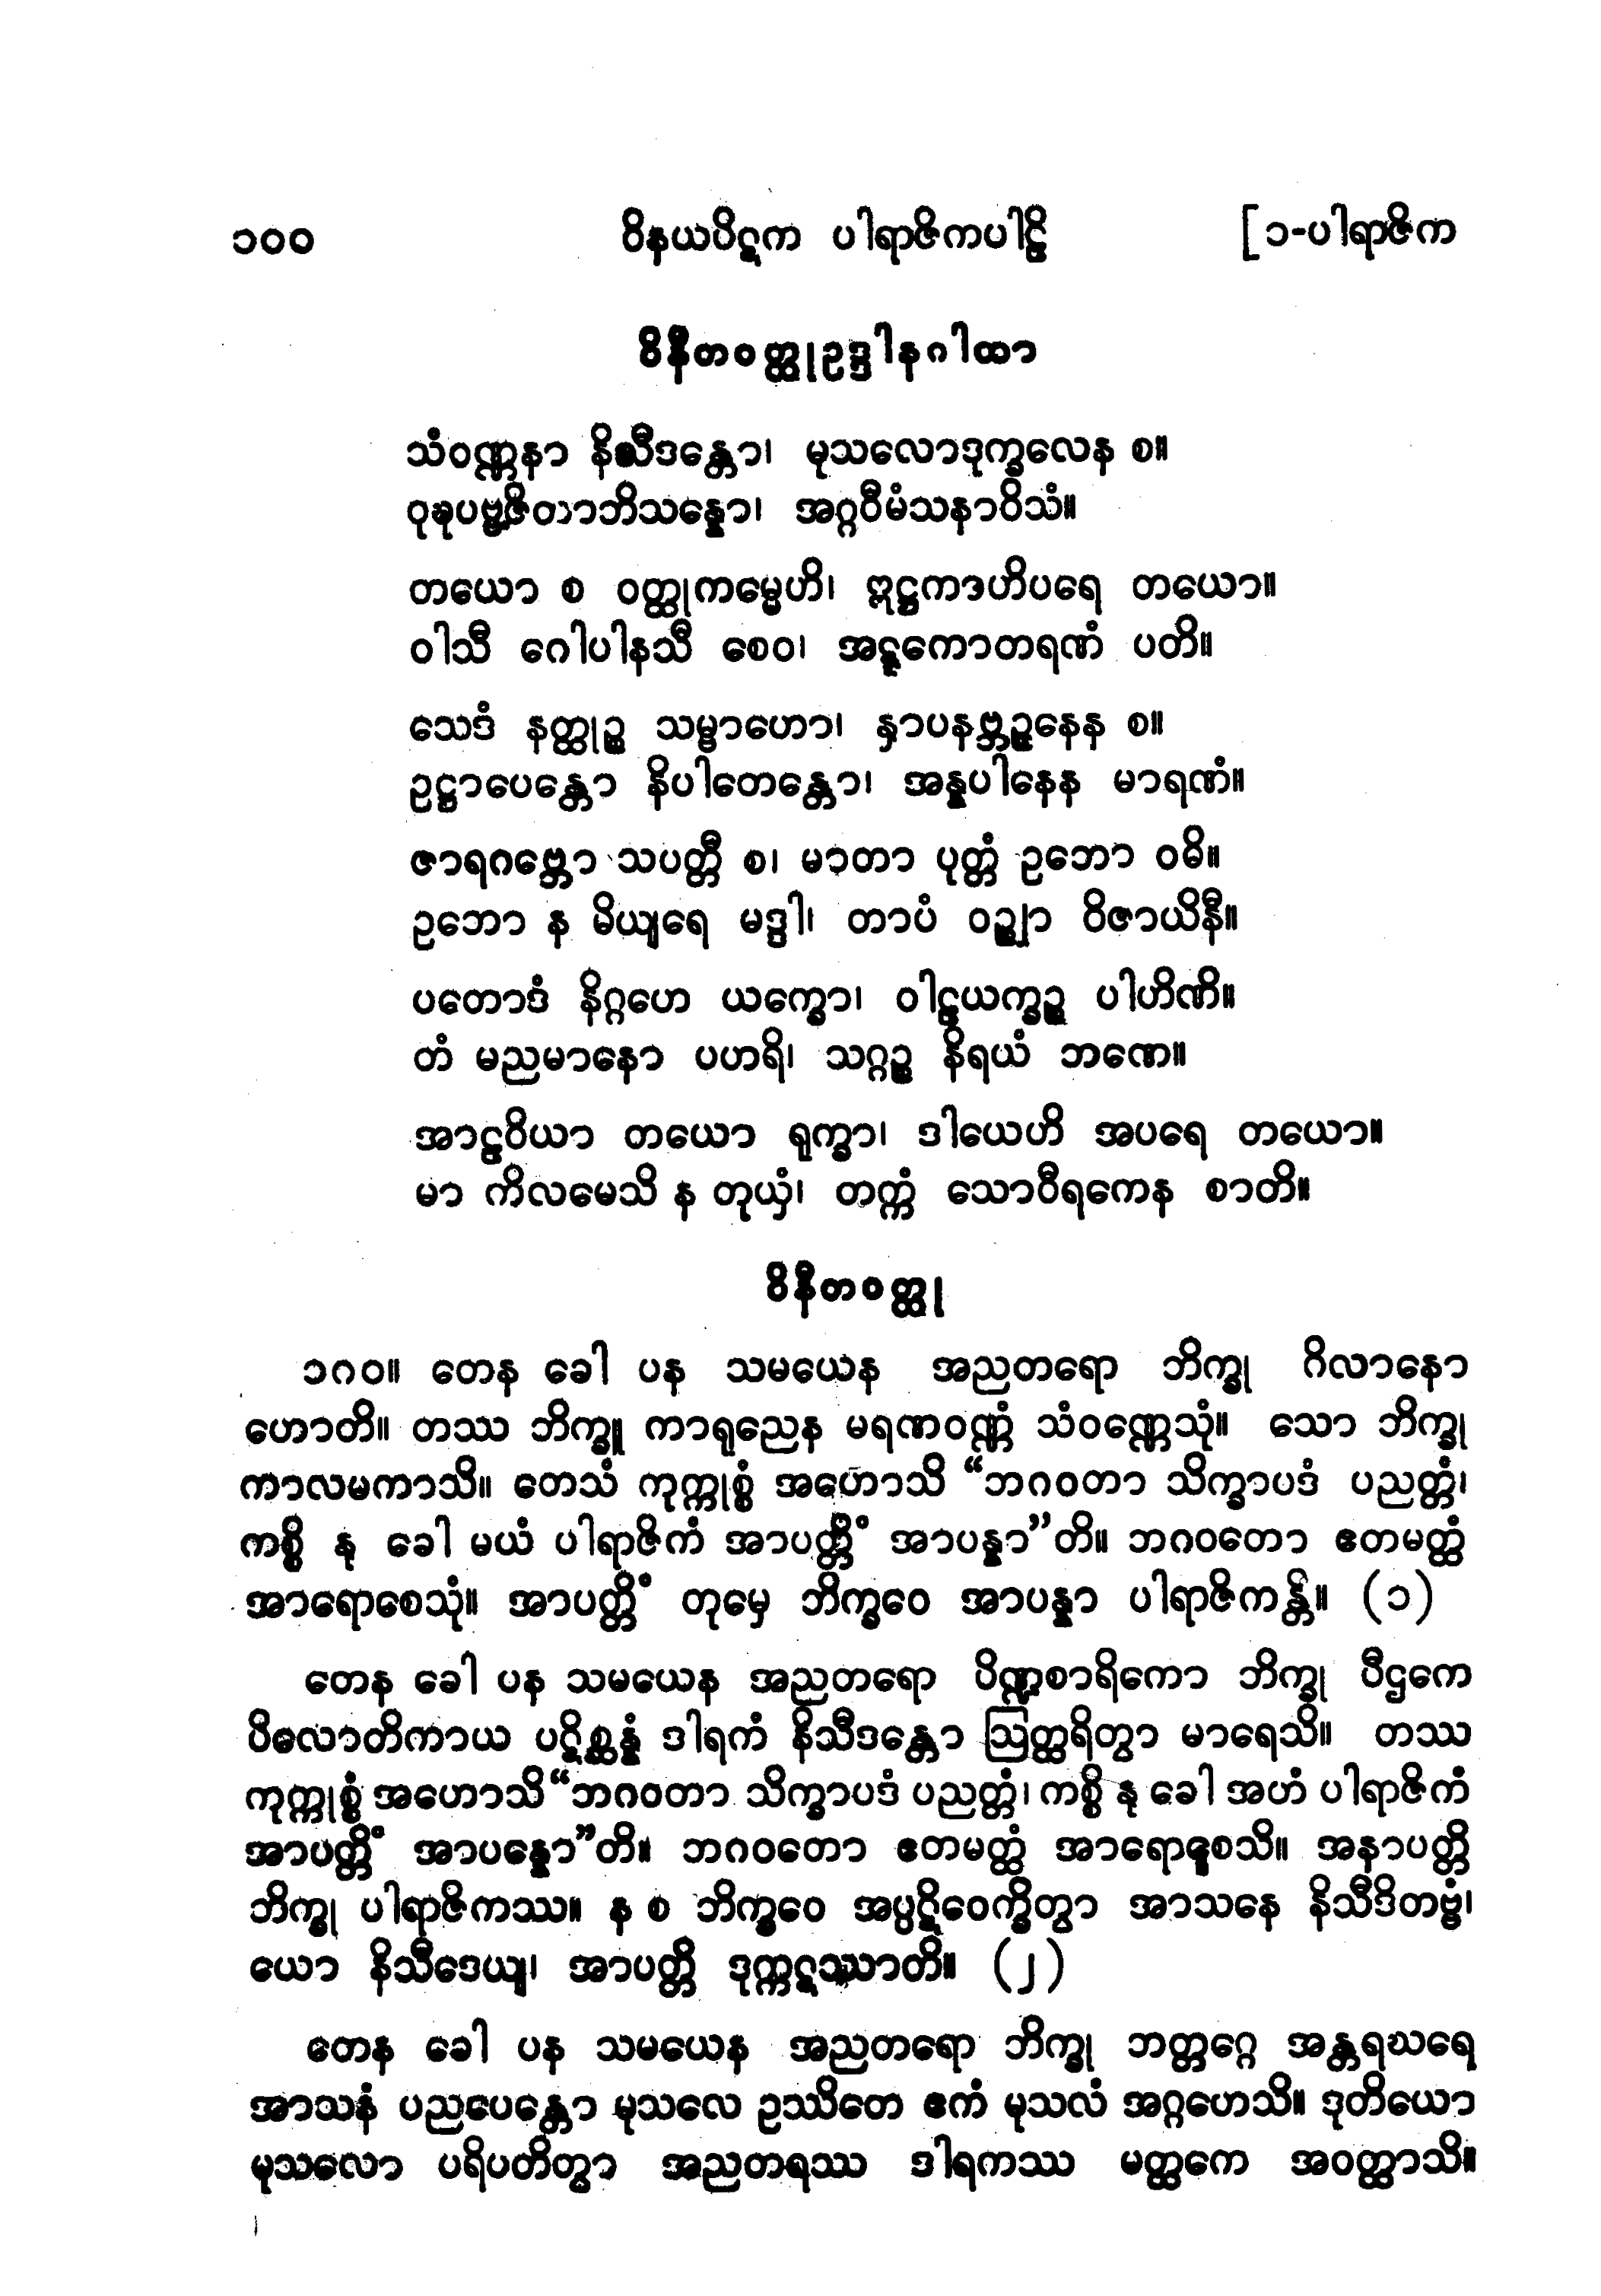 ၁၀၀ ဝိနယပိဋက ပါရာဇိကပါဠိ [၁-ပါရာဇိက
ဝိနီတဝတ္ထုဥဒ္ဒါနဂါထာ
သံဝဏ္ဏနာ နိသီဒန္တော၊ မုသလောဒုက္ခလေန စ။
ဝုဍ္ဎပဗ္ဗဇိတာဘိသန္နော၊ အဂ္ဂဝီမံသနာဝိသံ။
တယော စ ဝတ္ထုကမ္မေဟိ၊ ဣဋ္ဌကာဒဟိပရေ တယော။
ဝါသီ ဂေါပါနသီ စေဝ၊ အဋ္ဋကောတရဏံ ပတိ။
သေဒံ နတ္ထုဉ္စ သမ္ဗာဟော၊ နှာပနဗ္ဘဉ္ဇနေန စ။
ဥဋ္ဌာပေန္တော နိပါတေန္တော၊ အန္နပါနေန မာရဏံ။
ဇာရဂဗ္ဘော သပတ္တီ စ၊ မာတာ ပုတ္တံ ဥဘော ဝဓိ။
ဥဘော န မိယျရေ မဒ္ဒါ၊ တာပံ ဝဉ္ဈာ ဝိဇာယိနီ။
ပတောဒံ နိဂ္ဂဟေ ယက္ခော၊ ဝါဠယက္ခဉ္စ ပါဟိဏိ။
တံ မညမာနော ပဟရိ၊ သဂ္ဂဉ္စ နိရယံ ဘဏေ။
အာဠဝိယာ တယော ရုက္ခာ၊ ဒါယေဟိ အပရေ တယော။
မာ ကိလမေသိ န တုယှံ၊ တက္ကံ သောဝီရကေန စာတိ။
ဝိနီတဝတ္ထု
၁၈၀။ တေန ခေါ ပန သမယေန အညတရော ဘိက္ခု ဂိလာနော
ဟောတိ။ တဿ ဘိက္ခူ ကာရုညေန မရဏဝဏ္ဏံ သံဝဏ္ဏေသုံ။ သော ဘိက္ခု
ကာလမကာသိ။ တေသံ ကုက္ကုစ္စံ အဟောသိ “ဘဂဝတာ သိက္ခာပဒံ ပညတ္တံ၊
ကစ္စိ နု ခေါ မယံ ပါရာဇိကံ အာပတ္တိံ အာပန္နာ”တိ။ ဘဂဝတော ဧတမတ္ထံ
အာရောစေသုံ။ အာပတ္တိံ တုမှေ ဘိက္ခဝေ အာပန္နာ ပါရာဇိကန္တိ။ (၁)
တေန ခေါ ပန သမယေန အညတရော ပိဏ္ဍစာရိကော ဘိက္ခု ပီဌကေ
ပိလောတိကာယ ပဋိစ္ဆန္နံ ဒါရကံ နိသီဒန္တော ဩတ္ထရိတွာ မာရေသိ။ တဿ
ကုက္ကုစ္စံ အဟောသိ “ဘဂဝတာ သိက္ခာပဒံ ပညတ္တံ၊ ကစ္စိ နု ခေါ အဟံ ပါရာဇိကံ
အာပတ္တိံ အာပန္နော”တိ။ ဘဂဝတော ဧတမတ္ထံ အာရောစေသိ။ အနာပတ္တိ
ဘိက္ခု ပါရာဇိကဿ။ န စ ဘိက္ခဝေ အပ္ပဋိဝေက္ခိတွာ အာသနေ နိသီဒိတဗ္ဗံ၊
ယော နိသီဒေယျ၊ အာပတ္တိ ဒုက္ကဋဿာတိ။ (၂)
တေန ခေါ ပန သမယေန အညတရော ဘိက္ခု ဘတ္တဂ္ဂေ အန္တရဃရေ
အာသနံ ပညပေန္တော မုသလေ ဥဿိတေ ဧကံ မုသလံ အဂ္ဂဟေသိ။ ဒုတိယော
မုသလော ပရိပတိတွာ အညတရဿ ဒါရကဿ မတ္ထကေ အဝတ္ထာသိ။